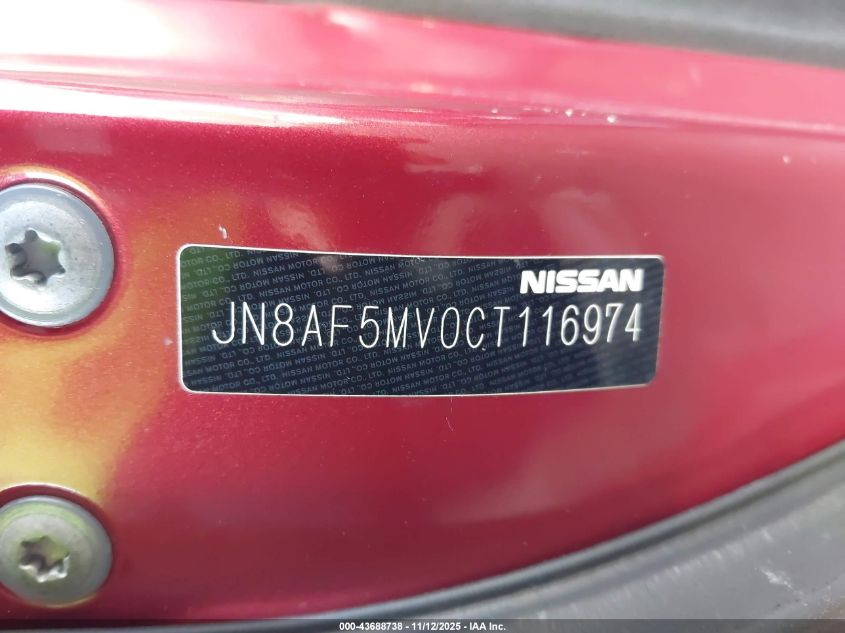 NISSAN
JN8AF5MV0CT116974
000-43688738 - 11/12/2025 - IAA Inc.